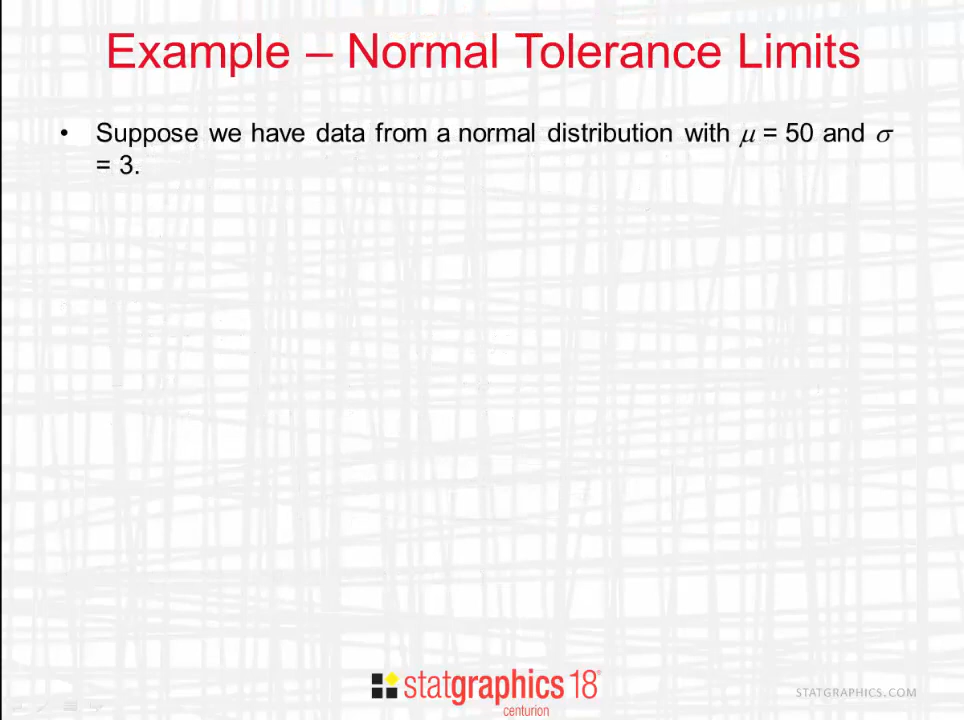 Example – Normal Tolerance Limits
• Suppose we have data from a normal distribution with μ = 50 and σ
= 3.
statgraphics 18®
centurion
STATGRAPHICS.COM